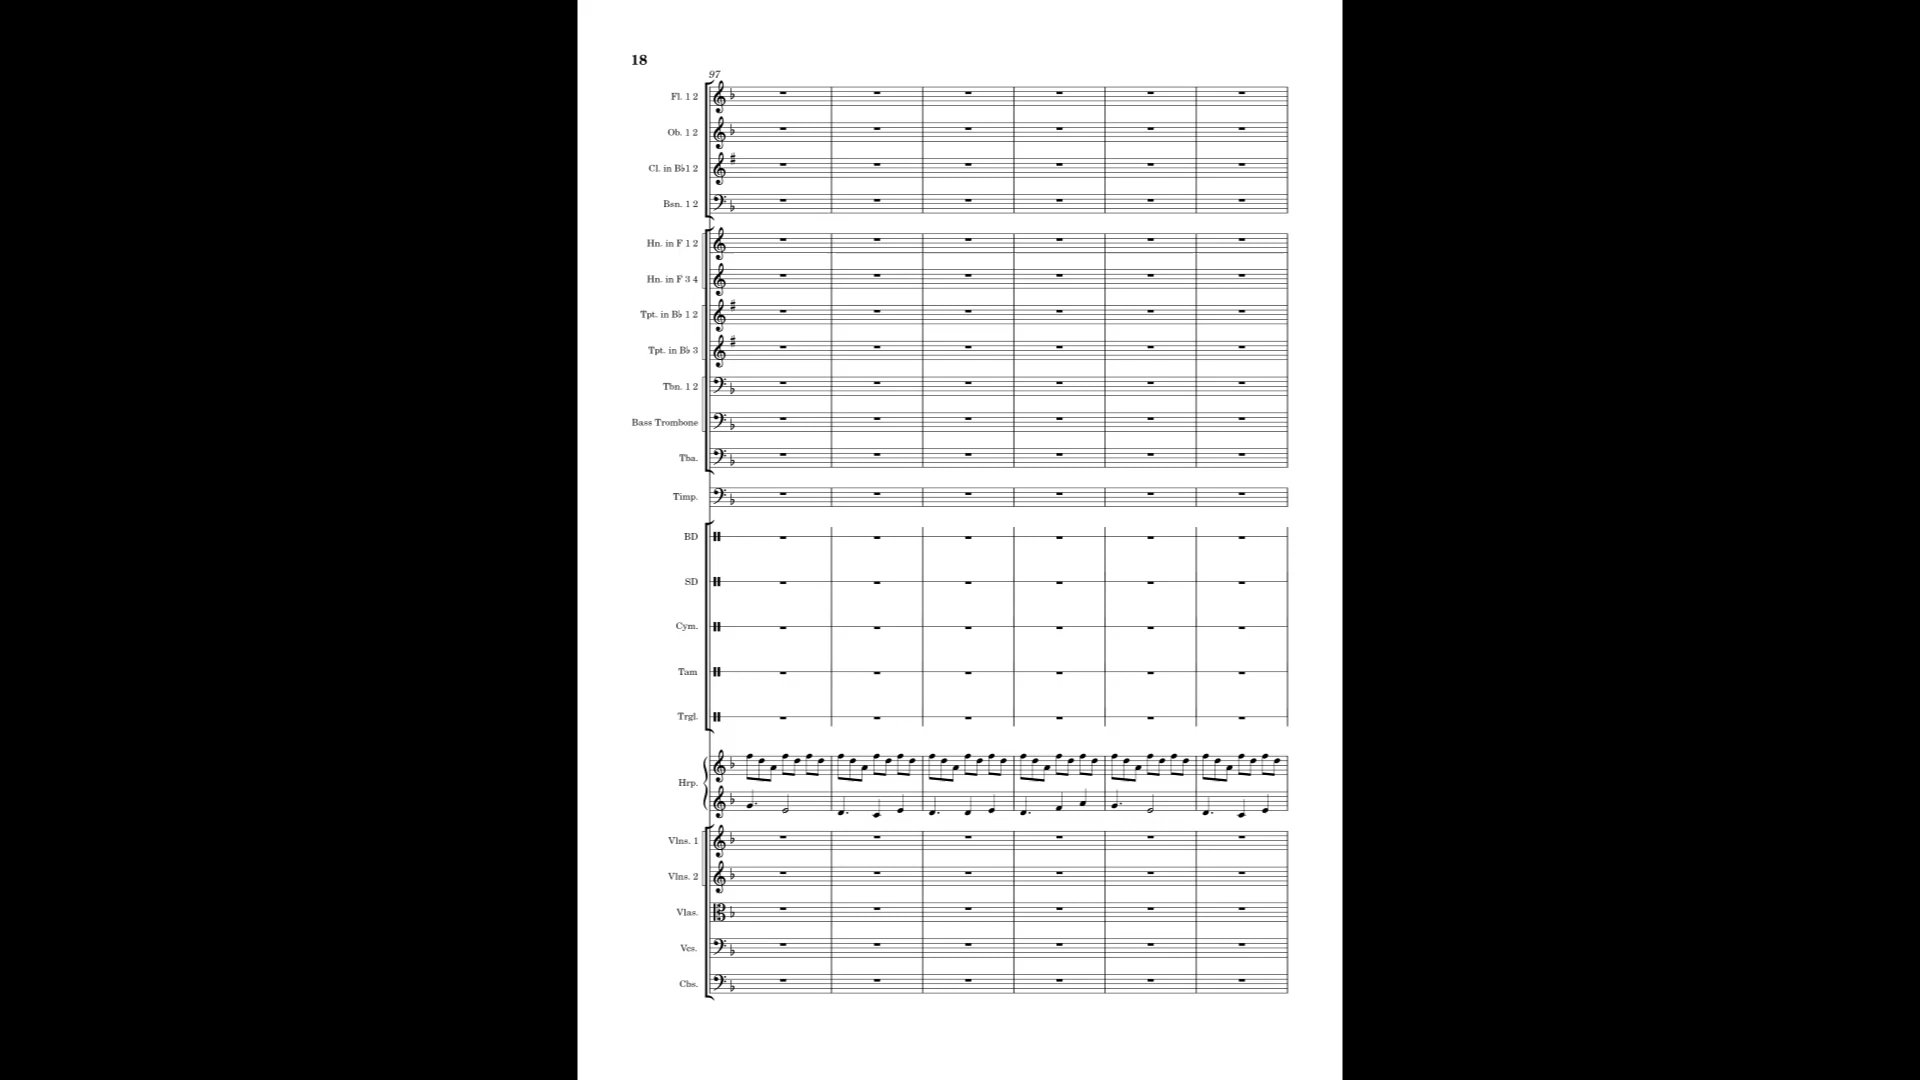 18
97
Fl. 1 2
Ob. 1 2
Cl. in B♭1 2
Bsn. 1 2
Hn. in F 1 2
Hn. in F 3 4
Tpt. in B♭ 1 2
Tpt. in B♭ 3
Tbn. 1 2
Bass Trombone
Tba.
Timp.
BD
SD
Cym.
Tam
Trgl.
Hrp.
Vlns. 1
Vlns. 2
Vlas.
Vcs.
Cbs.